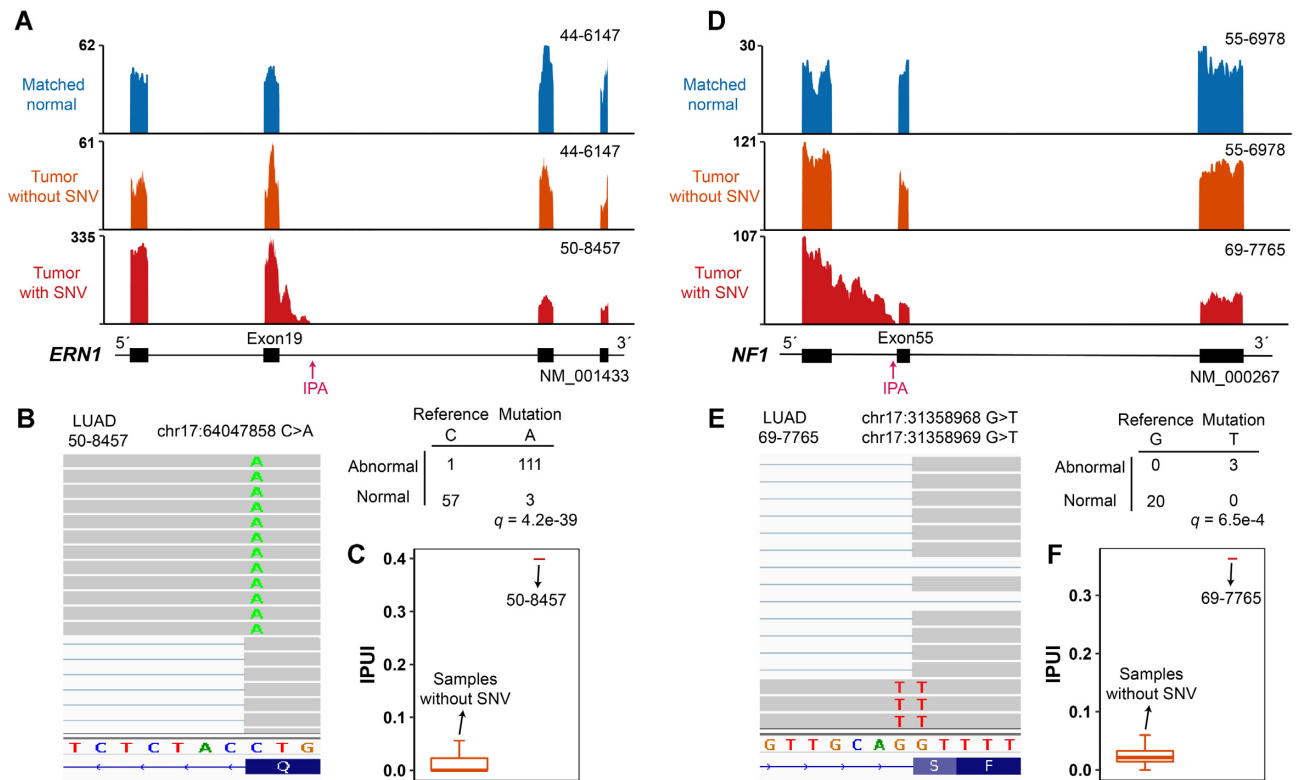 A
62
44-6147
Matched
normal
61
44-6147
Tumor
without SNV
335
50-8457
Tumor
with SNV
5´
Exon19
3´
ERN1
NM_001433
IPA
D
30
55-6978
Matched
normal
121
55-6978
Tumor
without SNV
107
69-7765
Tumor
with SNV
5´
Exon55
3´
NF1
NM_000267
IPA
B
LUAD
50-8457
chr17:64047858 C>A
A
A
A
A
A
A
A
A
A
A
A
A
T C T C T A C C T G
Q
Reference Mutation
C A
Abnormal 1 111
Normal 57 3
q = 4.2e-39
C
0.4
0.3
0.2
0.1
0.0
IPUI
50-8457
Samples
without SNV
E
LUAD
69-7765
chr17:31358968 G>T
chr17:31358969 G>T
T T
T T
T T
G T T G C A G G T T T T
S F
Reference Mutation
G T
Abnormal 0 3
Normal 20 0
q = 6.5e-4
F
0.3
0.2
0.1
0.0
IPUI
69-7765
Samples
without SNV